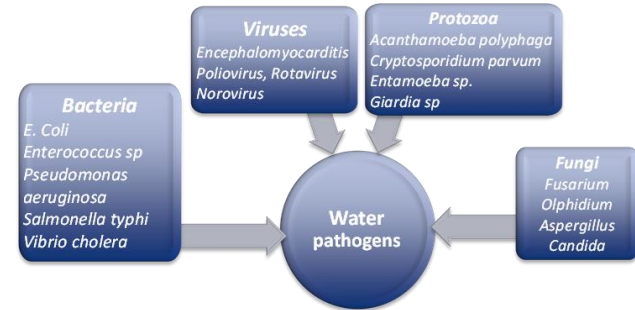 Viruses
Encephalomyocarditis
Poliovirus, Rotavirus
Norovirus
Protozoa
Acanthamoeba polyphaga
Cryptosporidium parvum
Entamoeba sp.
Giardia sp
Bacteria
E. Coli
Enterococcus sp
Pseudomonas
aeruginosa
Salmonella typhi
Vibrio cholera
Water
pathogens
Fungi
Fusarium
Olphidium
Aspergillus
Candida